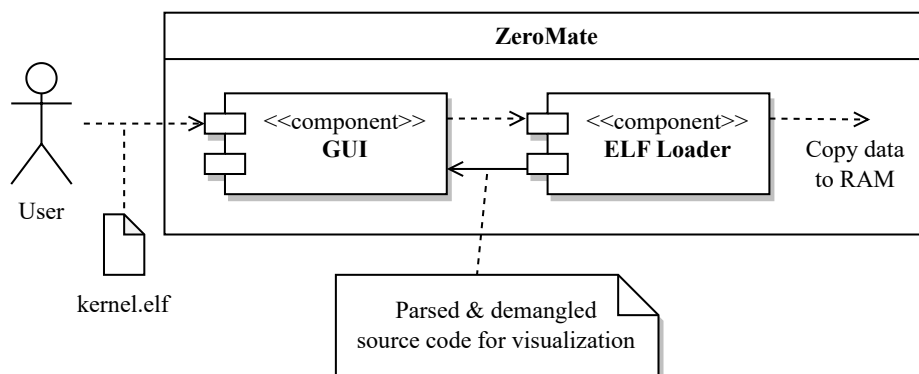 ZeroMate
<<component>>
GUI
<<component>>
ELF Loader
Copy data
to RAM
User
kernel.elf
Parsed & demangled
source code for visualization